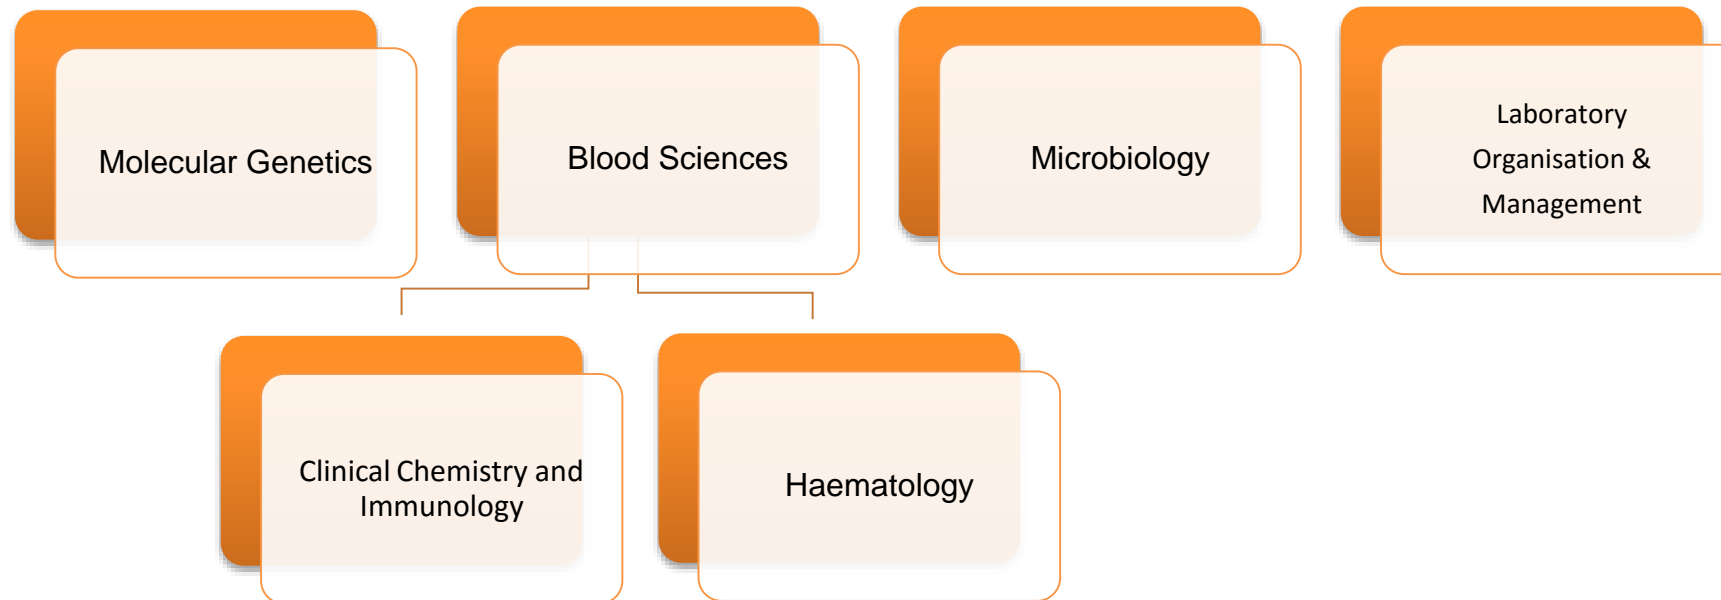 Molecular Genetics
Blood Sciences
Microbiology
Laboratory
Organisation &
Management
Clinical Chemistry and
Immunology
Haematology